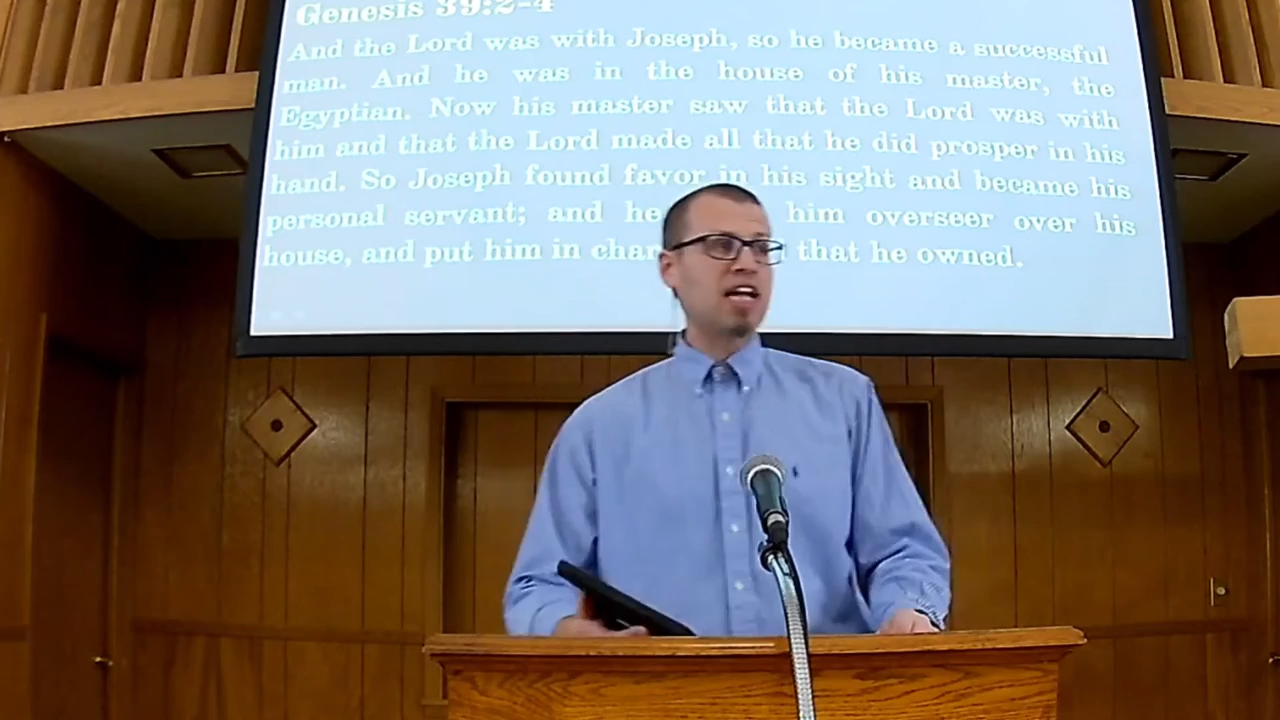 Genesis 39:2-4
And the Lord was with Joseph, so he became a successful
man. And he was in the house of his master, the
Egyptian. Now his master saw that the Lord was with
him and that the Lord made all that he did prosper in his
hand. So Joseph found favor in his sight and became his
personal servant; and he him overseer over his
house, and put him in that he owned.